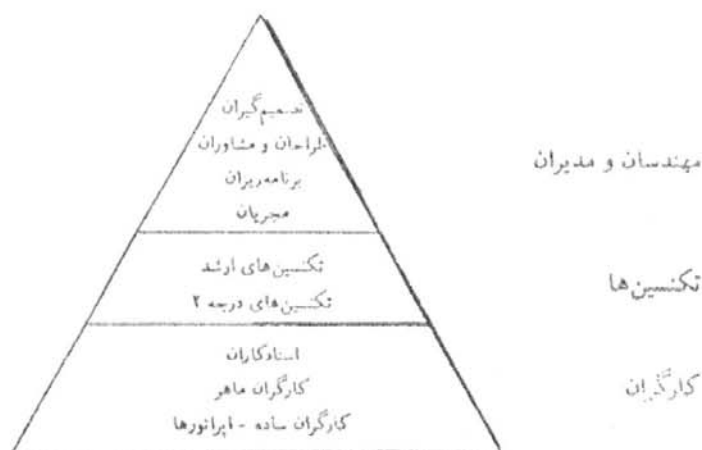 تصمیم‌گیران
طراحان و مشاوران
برنامه‌ریزان
مجریان
مهندسان و مدیران
تکنسین‌های ارشد
تکنسین‌های درجه ۲
تکنسین‌ها
استادکاران
کارگران ماهر
کارگران ساده - اپراتورها
کارگران